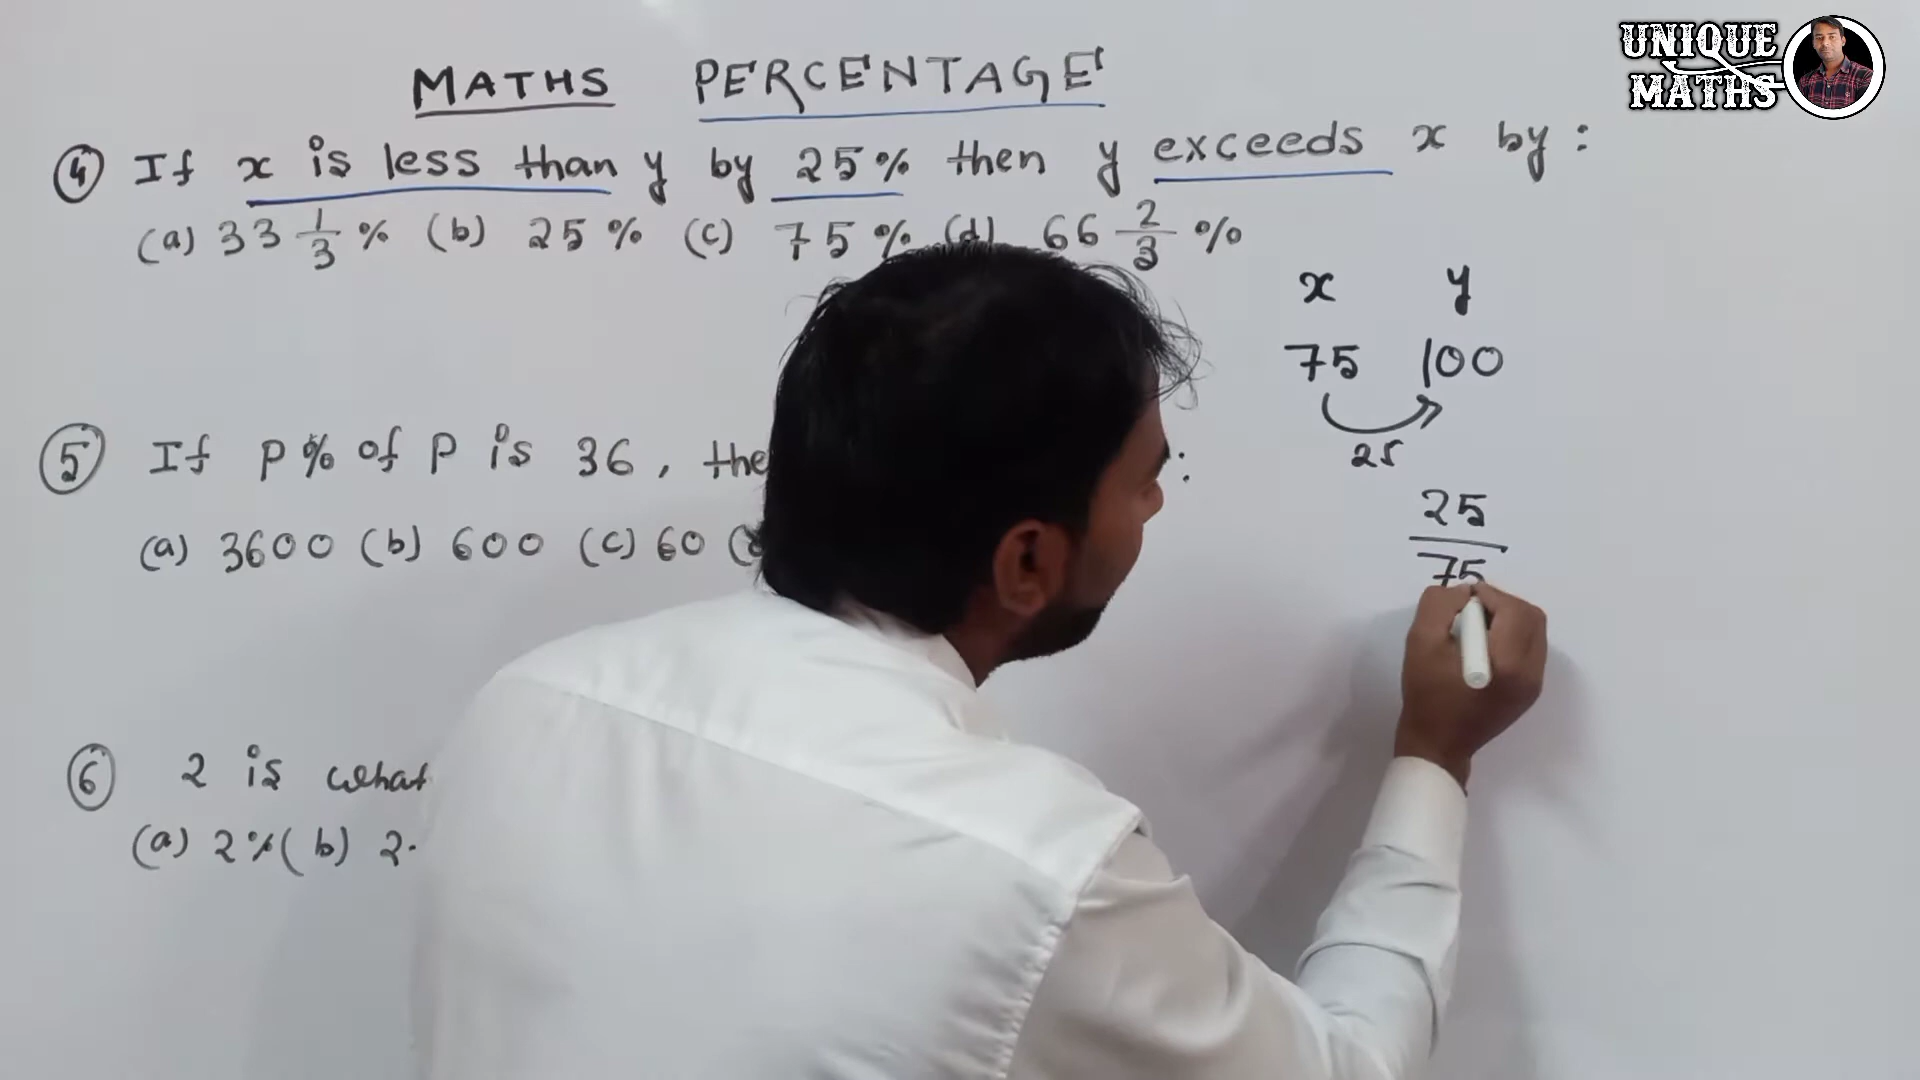 UNIQUE
MATHS
MATHS PERCENTAGE
④ If x is less than y by 25% then y exceeds x by :
(a) 33 1/3 % (b) 25% (c) 75% (d) 66 2/3 %
x y
75 100
25
25
75
⑤ If P% of P is 36, the :
(a) 3600 (b) 600 (c) 60
⑥ 2 is what
(a) 2% (b) 2.